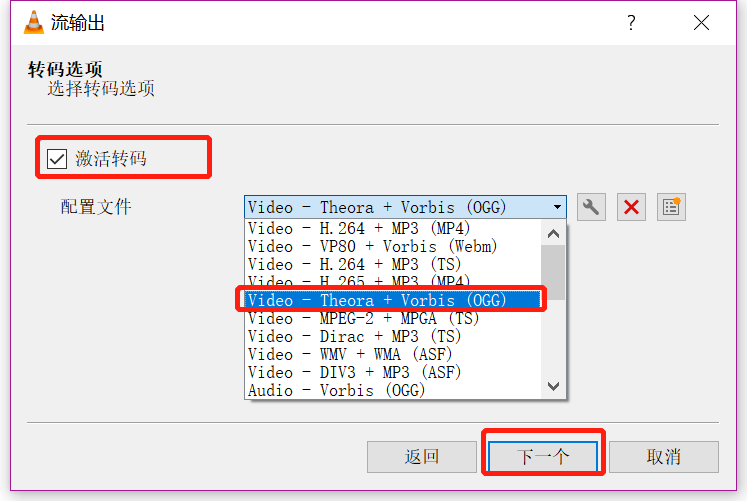 流输出
转码选项
选择转码选项
激活转码
配置文件
Video - Theora + Vorbis (OGG)
Video - H.264 + MP3 (MP4)
Video - VP80 + Vorbis (Webm)
Video - H.264 + MP3 (TS)
Video - H.265 + MP3 (MP4)
Video - Theora + Vorbis (OGG)
Video - MPEG-2 + MPGA (TS)
Video - Dirac + MP3 (TS)
Video - WMV + WMA (ASF)
Video - DIV3 + MP3 (ASF)
Audio - Vorbis (OGG)
返回 下一个 取消